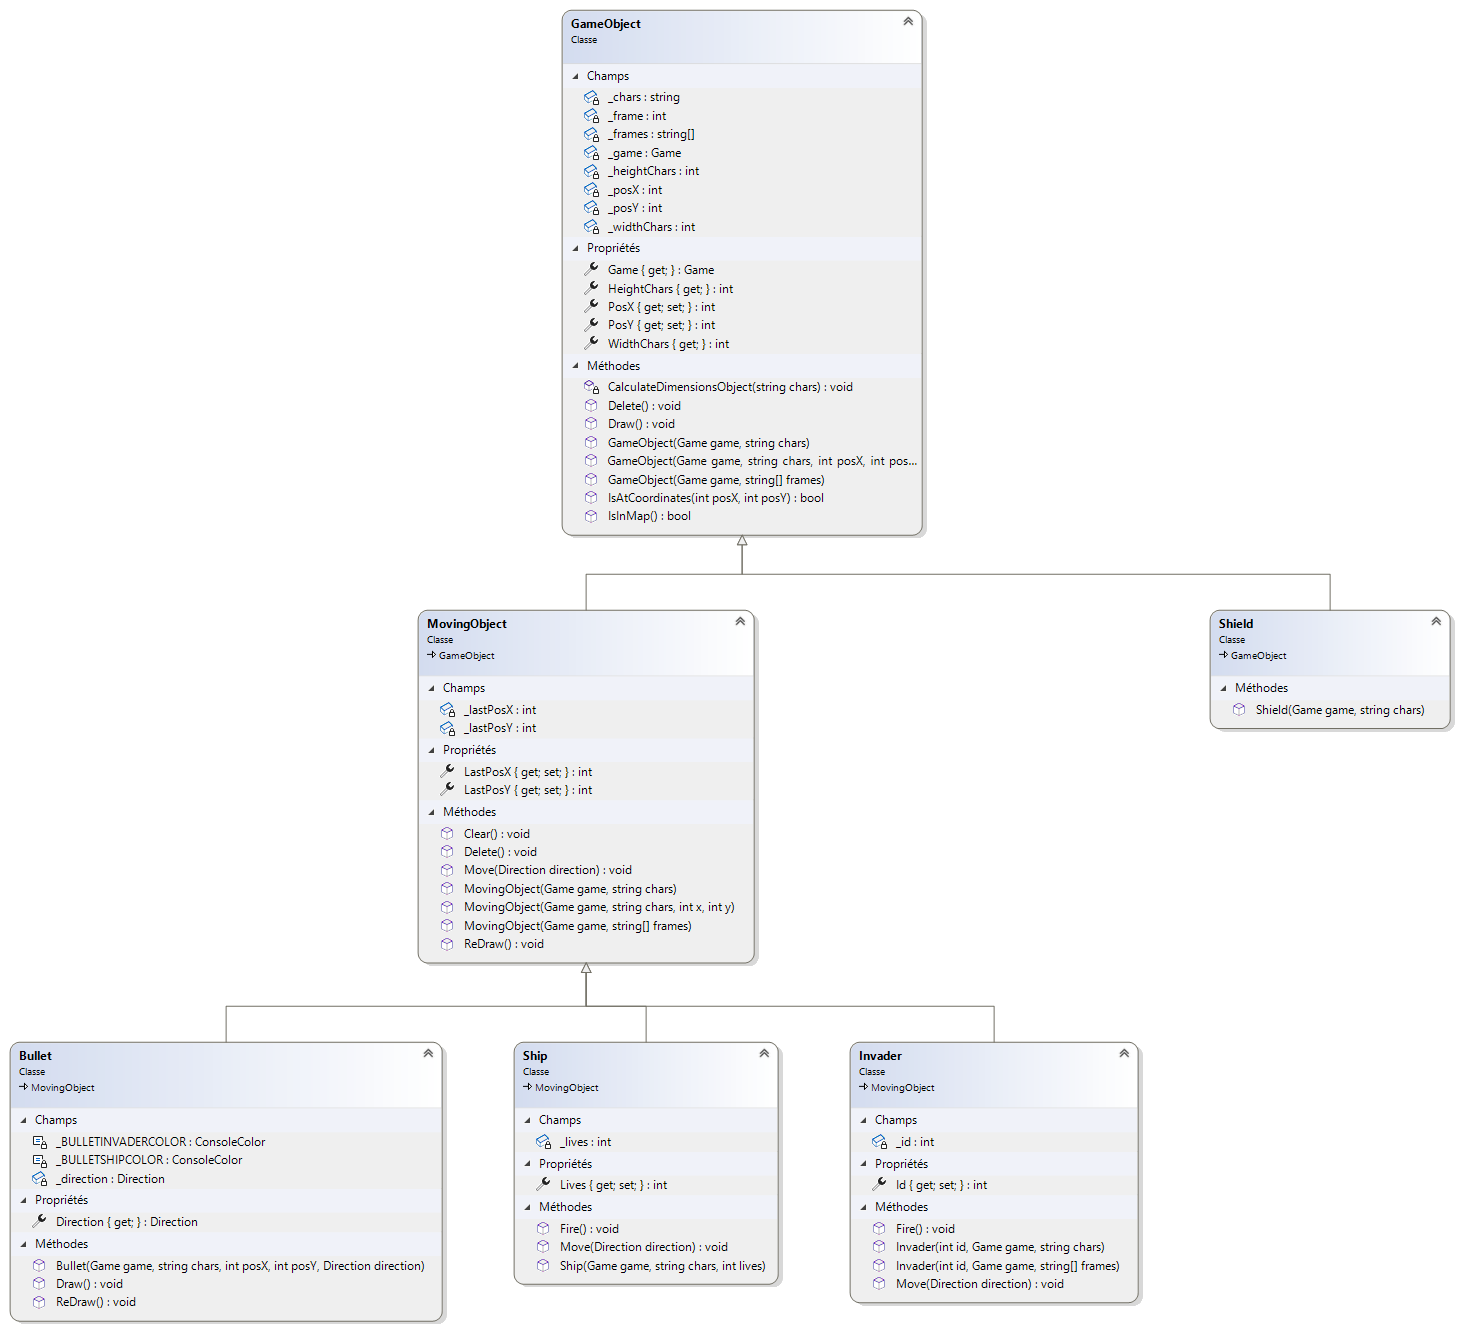 GameObject
Classe
Champs
_chars : string
_frame : int
_frames : string[]
_game : Game
_heightChars : int
_posX : int
_posY : int
_widthChars : int
Propriétés
Game { get; } : Game
HeightChars { get; } : int
PosX { get; set; } : int
PosY { get; set; } : int
WidthChars { get; } : int
Méthodes
CalculateDimensionsObject(string chars) : void
Delete() : void
Draw() : void
GameObject(Game game, string chars)
GameObject(Game game, string chars, int posX, int pos...
GameObject(Game game, string[] frames)
IsAtCoordinates(int posX, int posY) : bool
IsInMap() : bool
MovingObject
Classe
GameObject
Champs
_lastPosX : int
_lastPosY : int
Propriétés
LastPosX { get; set; } : int
LastPosY { get; set; } : int
Méthodes
Clear() : void
Delete() : void
Move(Direction direction) : void
MovingObject(Game game, string chars)
MovingObject(Game game, string chars, int x, int y)
MovingObject(Game game, string[] frames)
ReDraw() : void
Shield
Classe
GameObject
Méthodes
Shield(Game game, string chars)
Bullet
Classe
MovingObject
Champs
_BULLETINVADERCOLOR : ConsoleColor
_BULLETSHIPCOLOR : ConsoleColor
_direction : Direction
Propriétés
Direction { get; } : Direction
Méthodes
Bullet(Game game, string chars, int posX, int posY, Direction direction)
Draw() : void
ReDraw() : void
Ship
Classe
MovingObject
Champs
_lives : int
Propriétés
Lives { get; set; } : int
Méthodes
Fire() : void
Move(Direction direction) : void
Ship(Game game, string chars, int lives)
Invader
Classe
MovingObject
Champs
_id : int
Propriétés
Id { get; set; } : int
Méthodes
Fire() : void
Invader(int id, Game game, string chars)
Invader(int id, Game game, string[] frames)
Move(Direction direction) : void